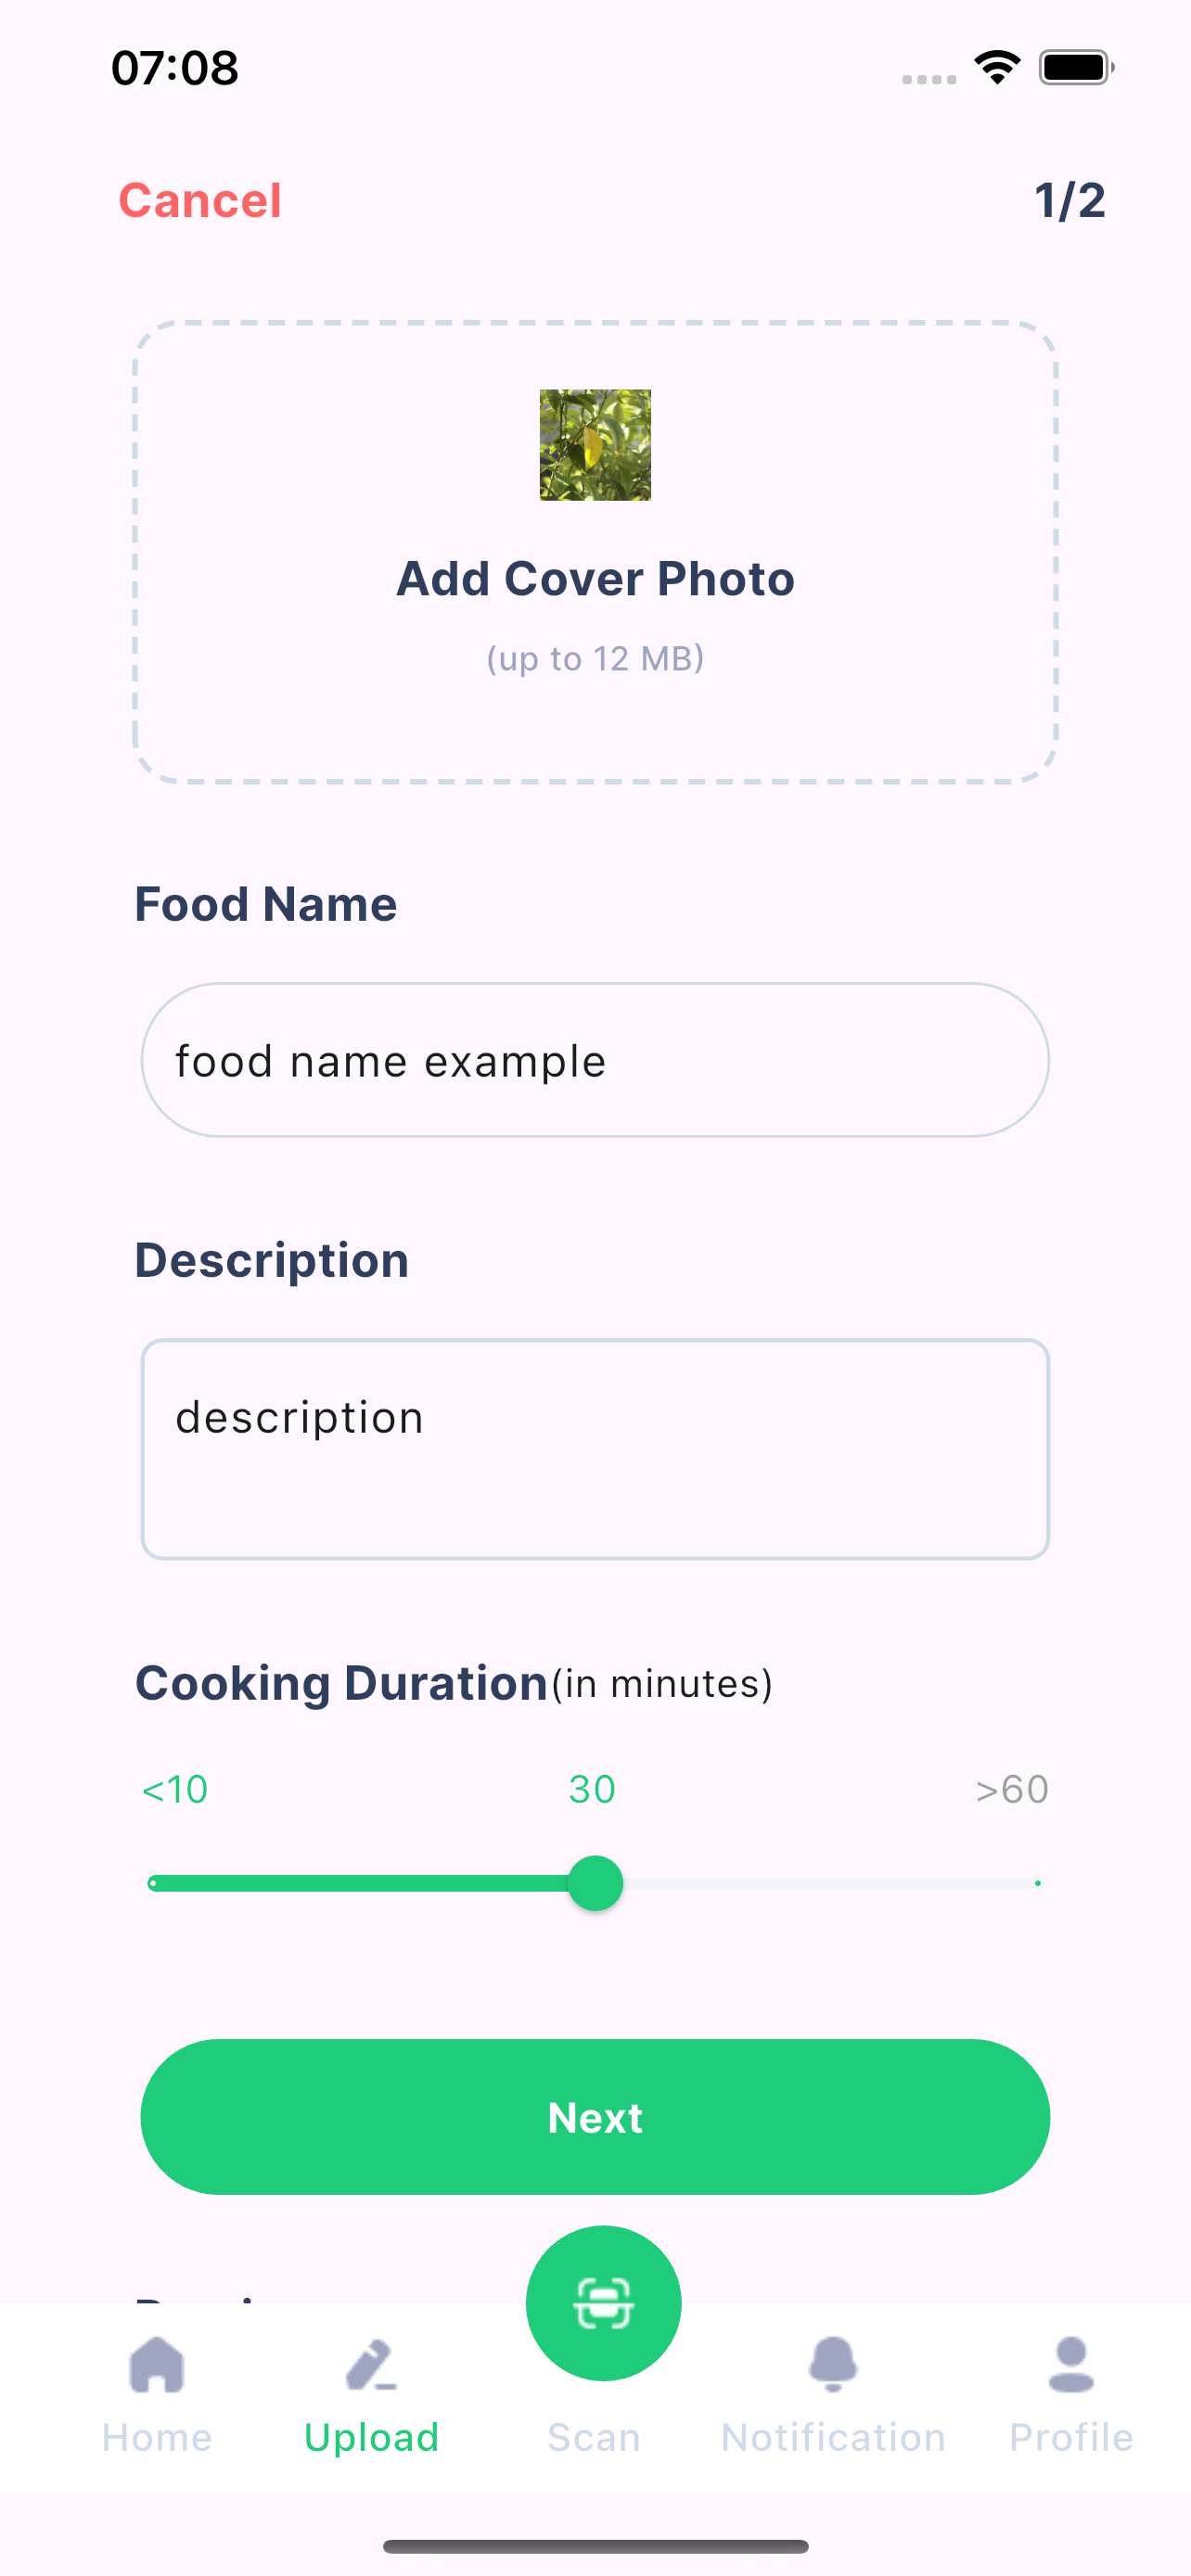 07:08
Cancel 1/2
Add Cover Photo
(up to 12 MB)
Food Name
food name example
Description
description
Cooking Duration(in minutes)
<10 30 >60
Next
Home Upload Scan Notification Profile